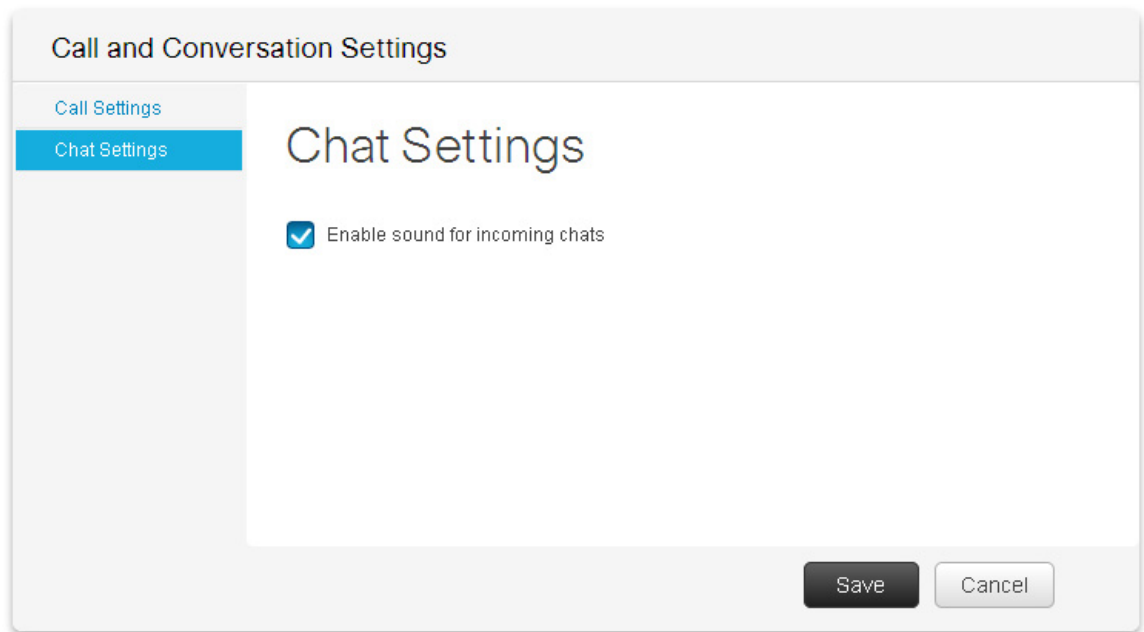 Call and Conversation Settings
Call Settings
Chat Settings
Chat Settings
Enable sound for incoming chats
Save
Cancel